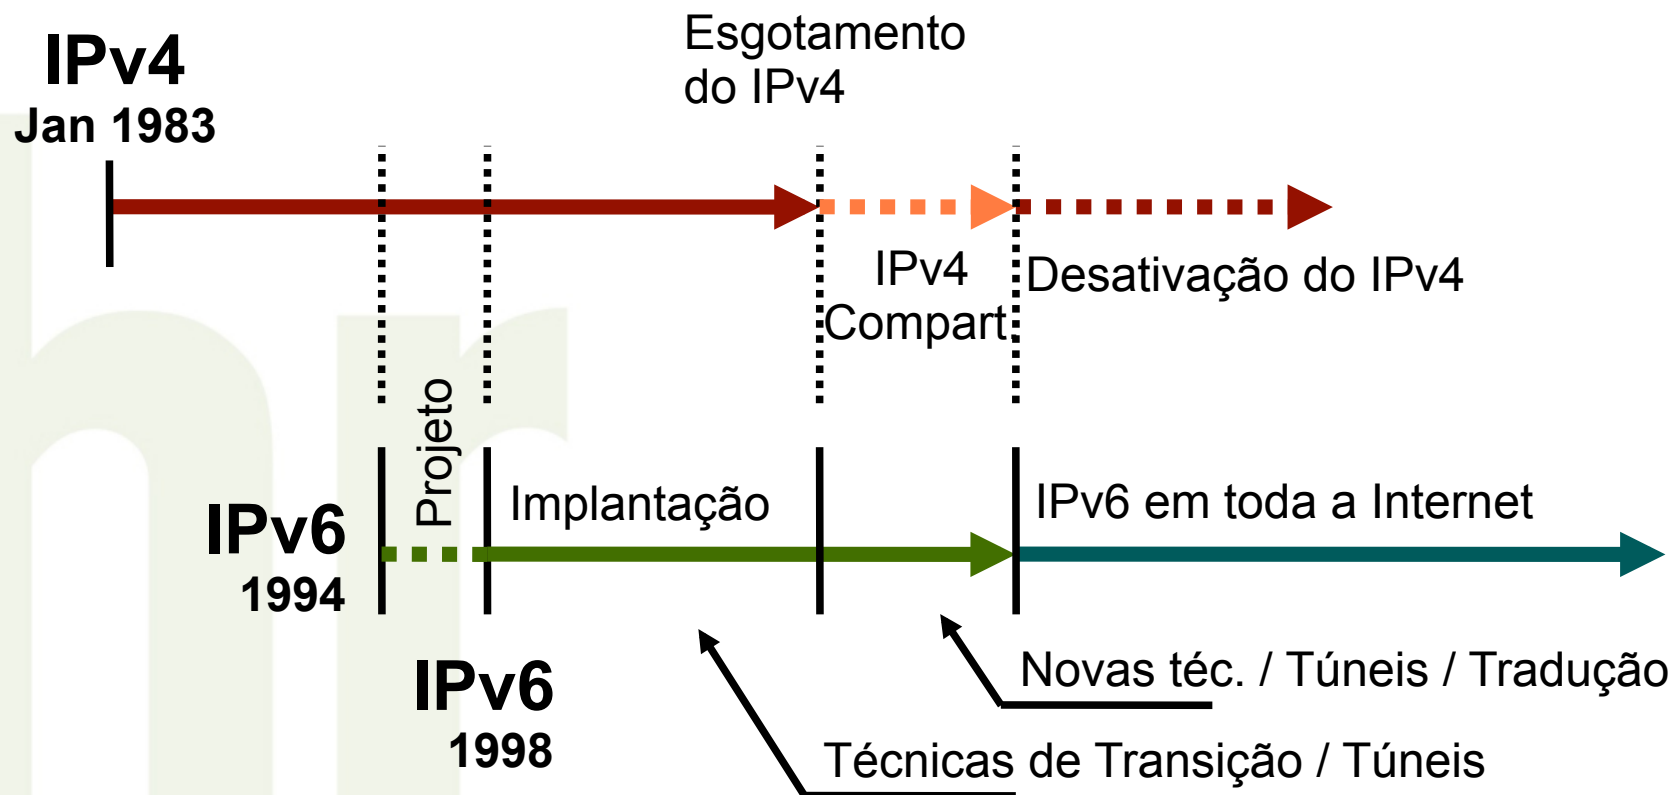 IPv4
Jan 1983
Esgotamento
do IPv4
IPv4
Compart.
Desativação do IPv4
Projeto
IPv6
1994
Implantação
IPv6 em toda a Internet
IPv6
1998
Novas téc. / Túneis / Tradução
Técnicas de Transição / Túneis